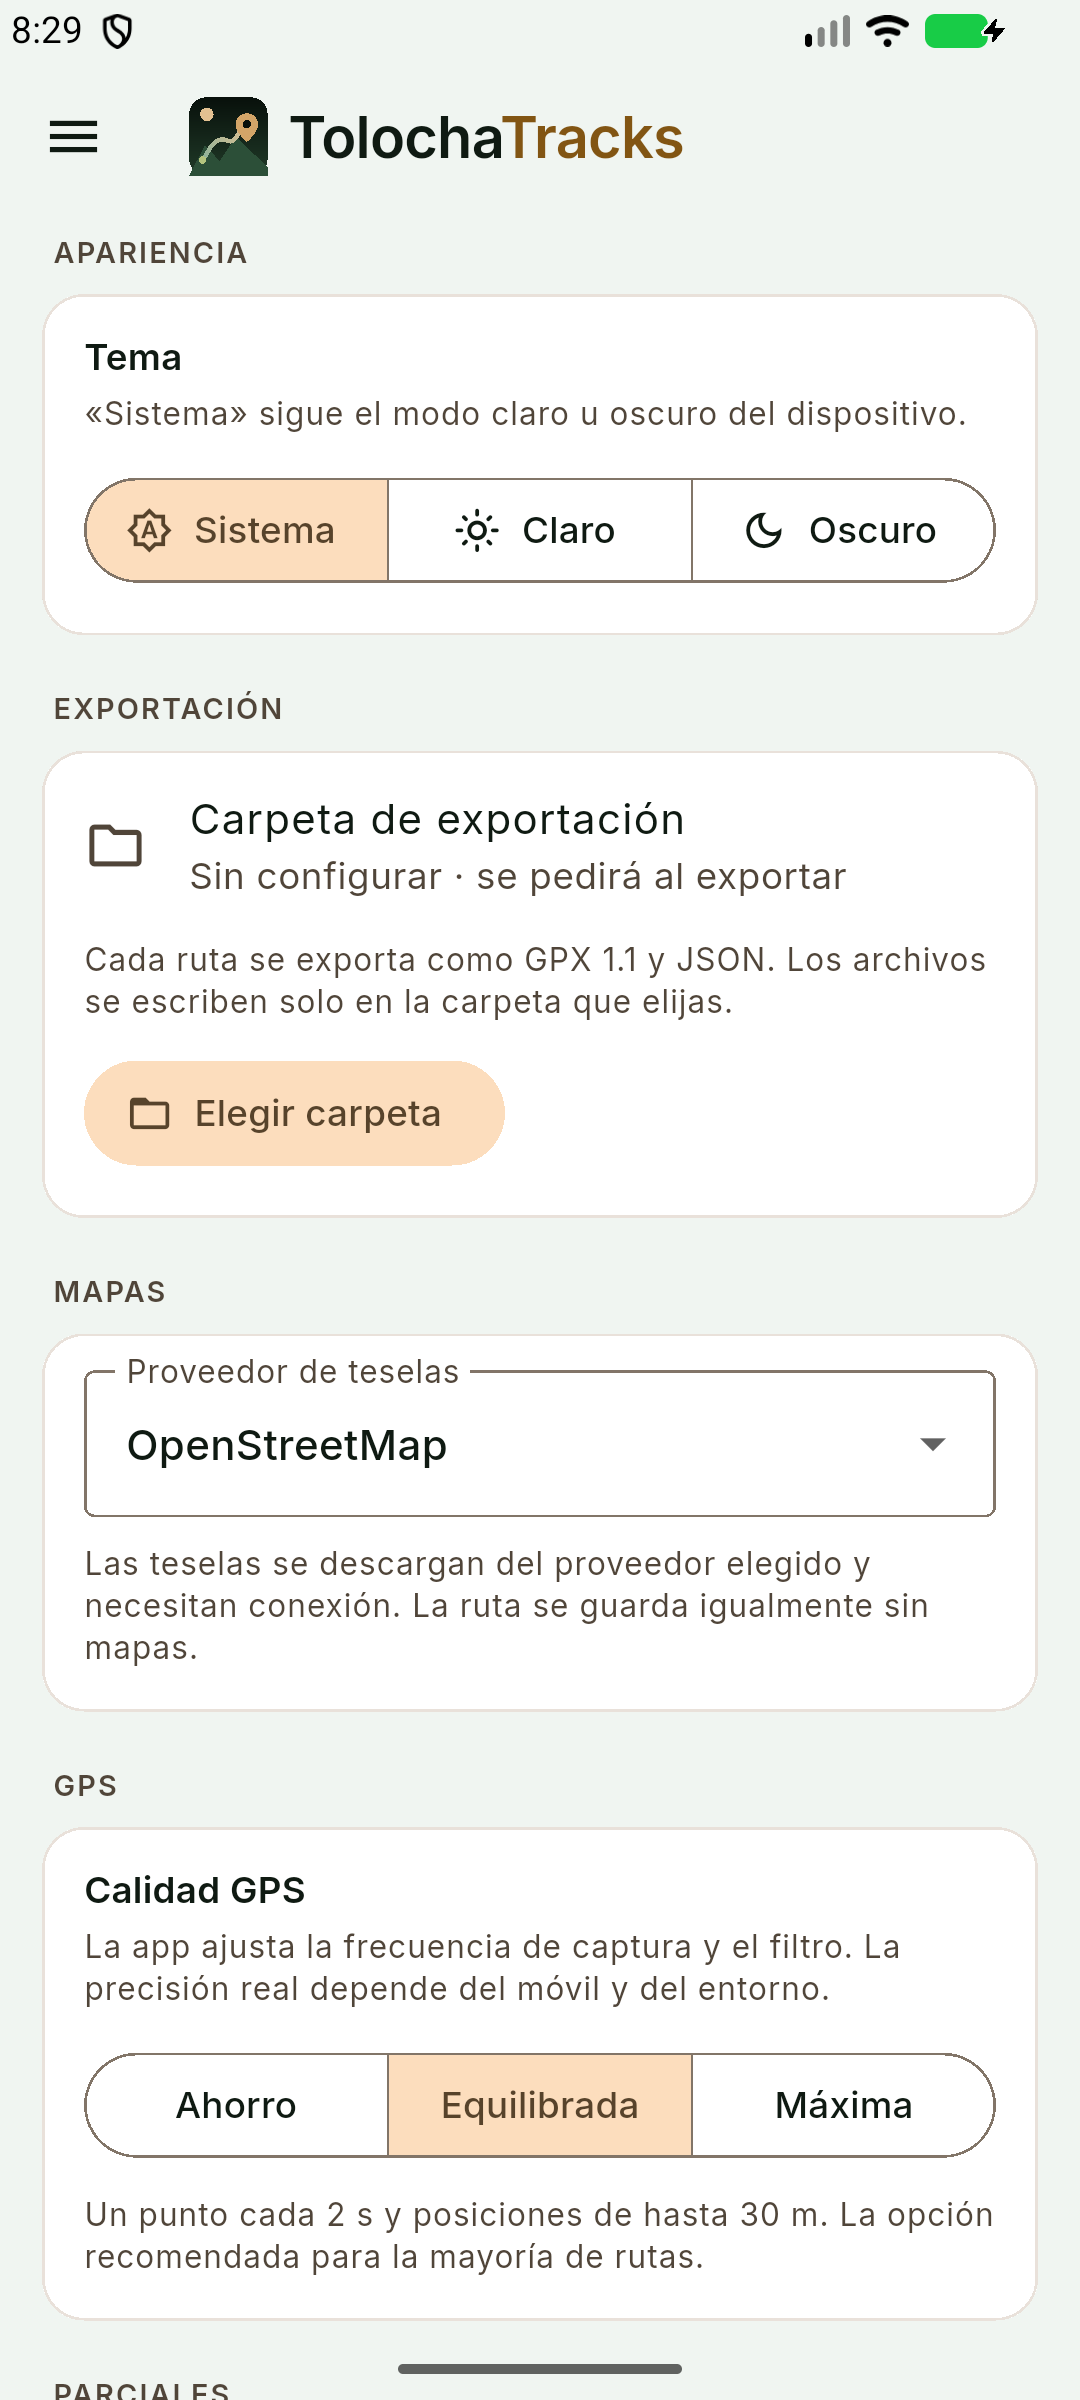 8:29
TolochaTracks
APARIENCIA
Tema
«Sistema» sigue el modo claro u oscuro del dispositivo.
Sistema
Claro
Oscuro
EXPORTACIÓN
Carpeta de exportación
Sin configurar · se pedirá al exportar
Cada ruta se exporta como GPX 1.1 y JSON. Los archivos
se escriben solo en la carpeta que elijas.
Elegir carpeta
MAPAS
Proveedor de teselas
OpenStreetMap
Las teselas se descargan del proveedor elegido y
necesitan conexión. La ruta se guarda igualmente sin
mapas.
GPS
Calidad GPS
La app ajusta la frecuencia de captura y el filtro. La
precisión real depende del móvil y del entorno.
Ahorro
Equilibrada
Máxima
Un punto cada 2 s y posiciones de hasta 30 m. La opción
recomendada para la mayoría de rutas.
PARCIALES